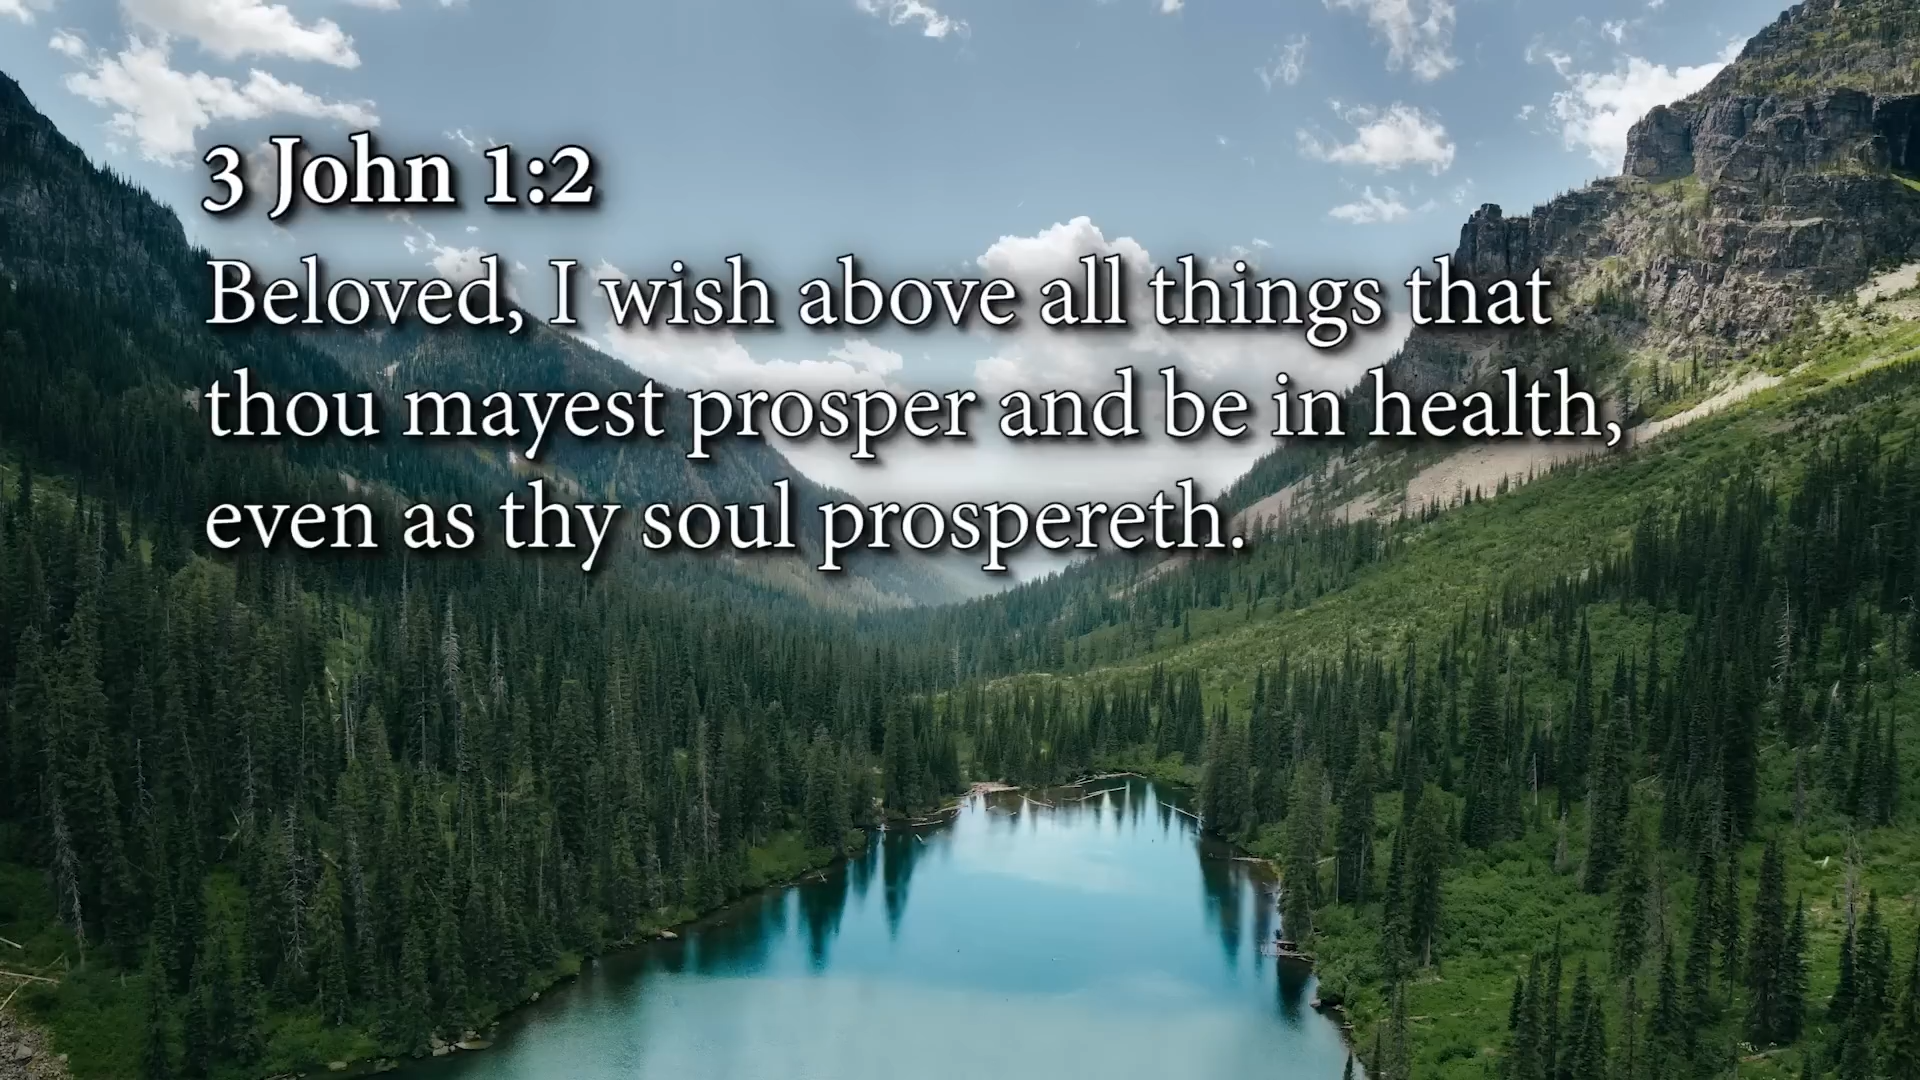 3 John 1:2
Beloved, I wish above all things that
thou mayest prosper and be in health,
even as thy soul prospereth.